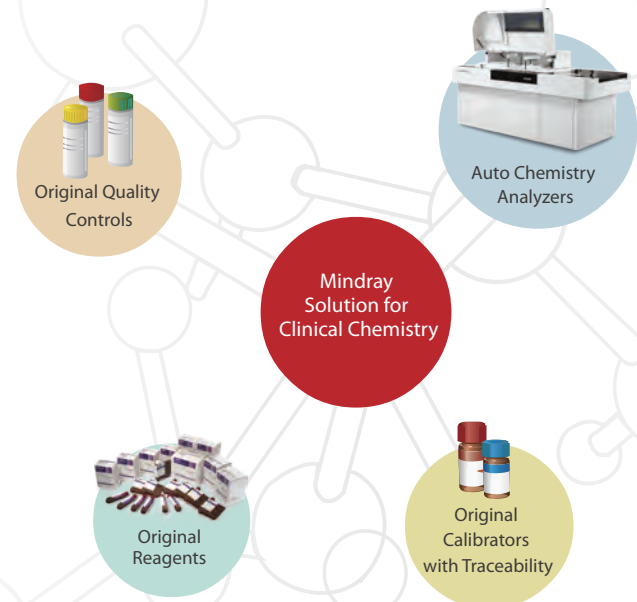 Original Quality
Controls
Auto Chemistry
Analyzers
Mindray
Solution for
Clinical Chemistry
Original
Reagents
Original
Calibrators
with Traceability